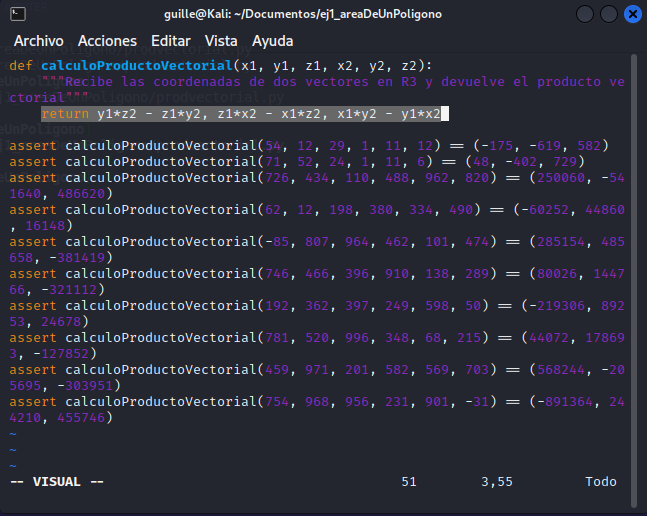 guille@Kali: ~/Documentos/ej1_areaDeUnPoligono
Archivo Acciones Editar Vista Ayuda
def calculoProductoVectorial(x1, y1, z1, x2, y2, z2):
"""Recibe las coordenadas de dos vectores en R3 y devuelve el producto ve
ctorial"""
return y1*z2 - z1*y2, z1*x2 - x1*z2, x1*y2 - y1*x2
assert calculoProductoVectorial(54, 12, 29, 1, 11, 12) == (-175, -619, 582)
assert calculoProductoVectorial(71, 52, 24, 1, 11, 6) == (48, -402, 729)
assert calculoProductoVectorial(726, 434, 110, 488, 962, 820) == (250060, -54
1640, 486620)
assert calculoProductoVectorial(62, 12, 198, 380, 334, 490) == (-60252, 44860
, 16148)
assert calculoProductoVectorial(-85, 807, 964, 462, 101, 474) == (285154, 485
658, -381419)
assert calculoProductoVectorial(746, 466, 396, 910, 138, 289) == (80026, 1447
66, -321112)
assert calculoProductoVectorial(192, 362, 397, 249, 598, 50) == (-219306, 892
53, 24678)
assert calculoProductoVectorial(781, 520, 996, 348, 68, 215) == (44072, 17869
3, -127852)
assert calculoProductoVectorial(459, 971, 201, 582, 569, 703) == (568244, -20
5695, -303951)
assert calculoProductoVectorial(754, 968, 956, 231, 901, -31) == (-891364, 24
4210, 455746)
~
~
~
-- VISUAL -- 51 3,55 Todo